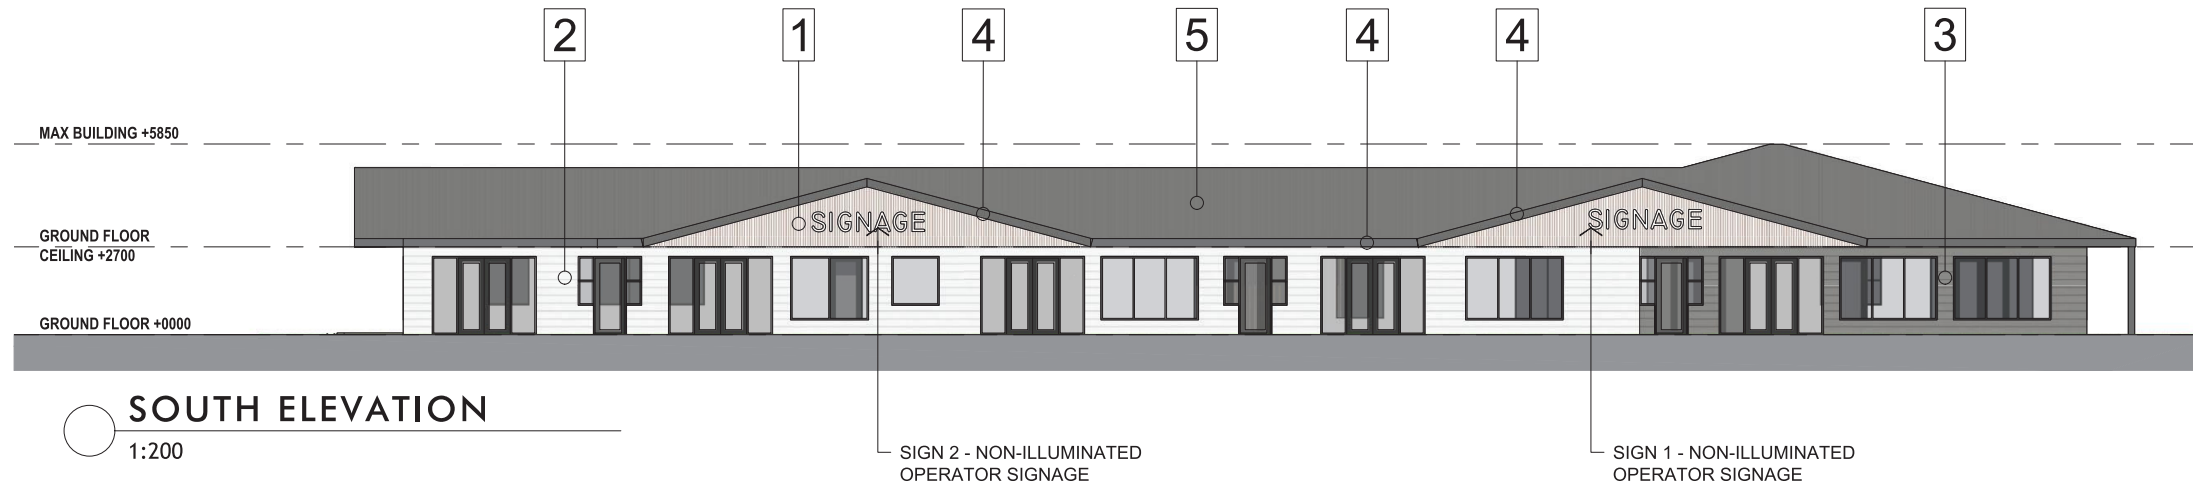 2 1 4 5 4 4 3
MAX BUILDING +5850
SIGNAGE SIGNAGE
GROUND FLOOR
CEILING +2700
GROUND FLOOR +0000
SOUTH ELEVATION
1:200
SIGN 2 - NON-ILLUMINATED
OPERATOR SIGNAGE
SIGN 1 - NON-ILLUMINATED
OPERATOR SIGNAGE